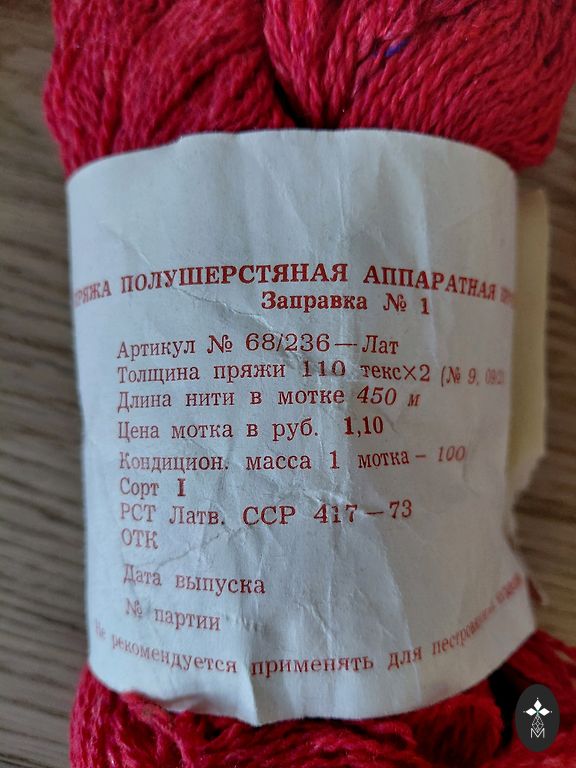 ПРЯЖА ПОЛУШЕРСТЯНАЯ АППАРАТНАЯ
Заправка № 1
Артикул № 68/236—Лат
Толщина пряжи 110 текс×2 (№ 9,
Длина нити в мотке 450 м
Цена мотка в руб. 1,10
Кондицион. масса 1 мотка – 100
Сорт I
РСТ Латв. ССР 417—73
ОТК
Дата выпуска
№ партии
Не рекомендуется применять для
М